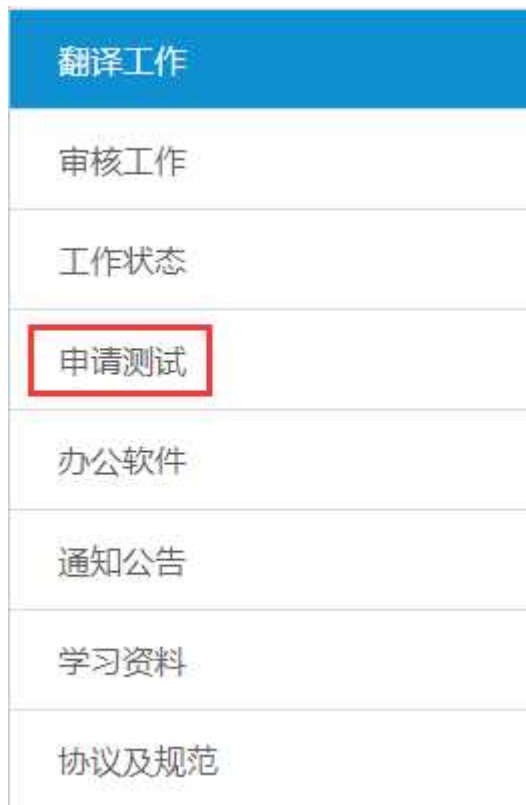 翻译工作
审核工作
工作状态
申请测试
办公软件
通知公告
学习资料
协议及规范